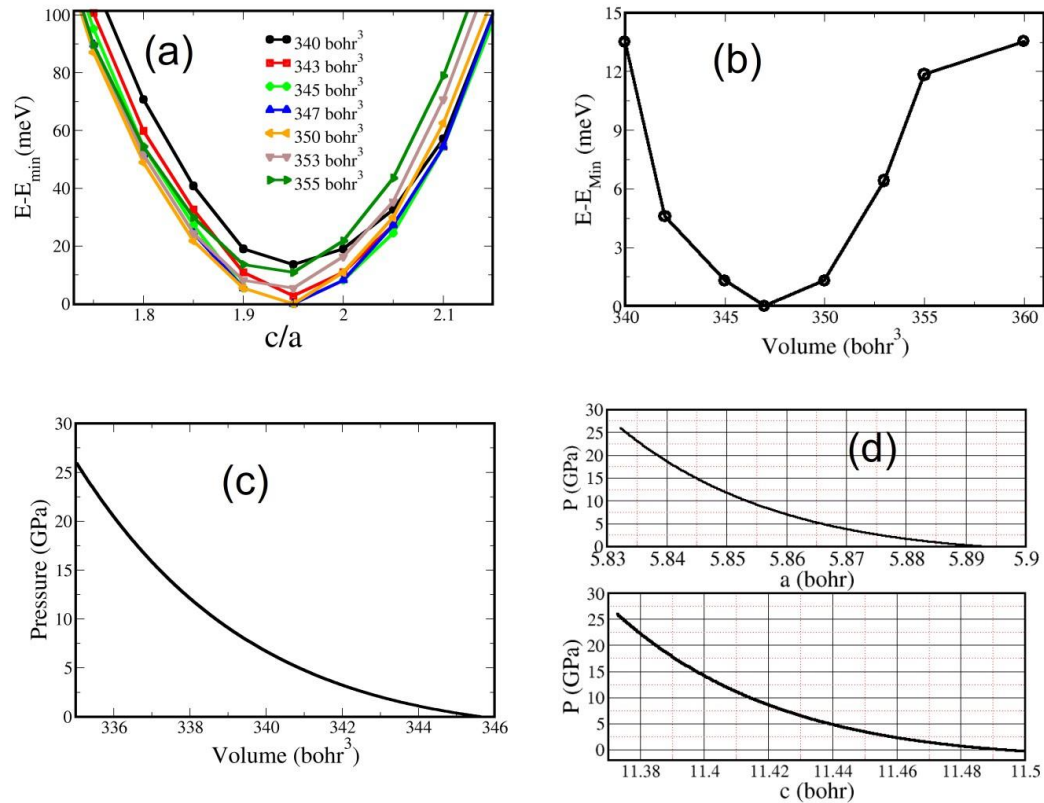 (a)
340 bohr³
343 bohr³
345 bohr³
347 bohr³
350 bohr³
353 bohr³
355 bohr³
E-E_min(meV)
100
80
60
40
20
0
1.8 1.9 2 2.1
c/a
(b)
E-E_Min (meV)
15
12
9
6
3
0
340 345 350 355 360
Volume (bohr³)
(c)
Pressure (GPa)
30
25
20
15
10
5
0
336 338 340 342 344 346
Volume (bohr³)
(d)
P (GPa)
30
25
20
15
10
5
0
5.83 5.84 5.85 5.86 5.87 5.88 5.89 5.9
a (bohr)
P (GPa)
30
25
20
15
10
5
0
11.38 11.4 11.42 11.44 11.46 11.48 11.5
c (bohr)